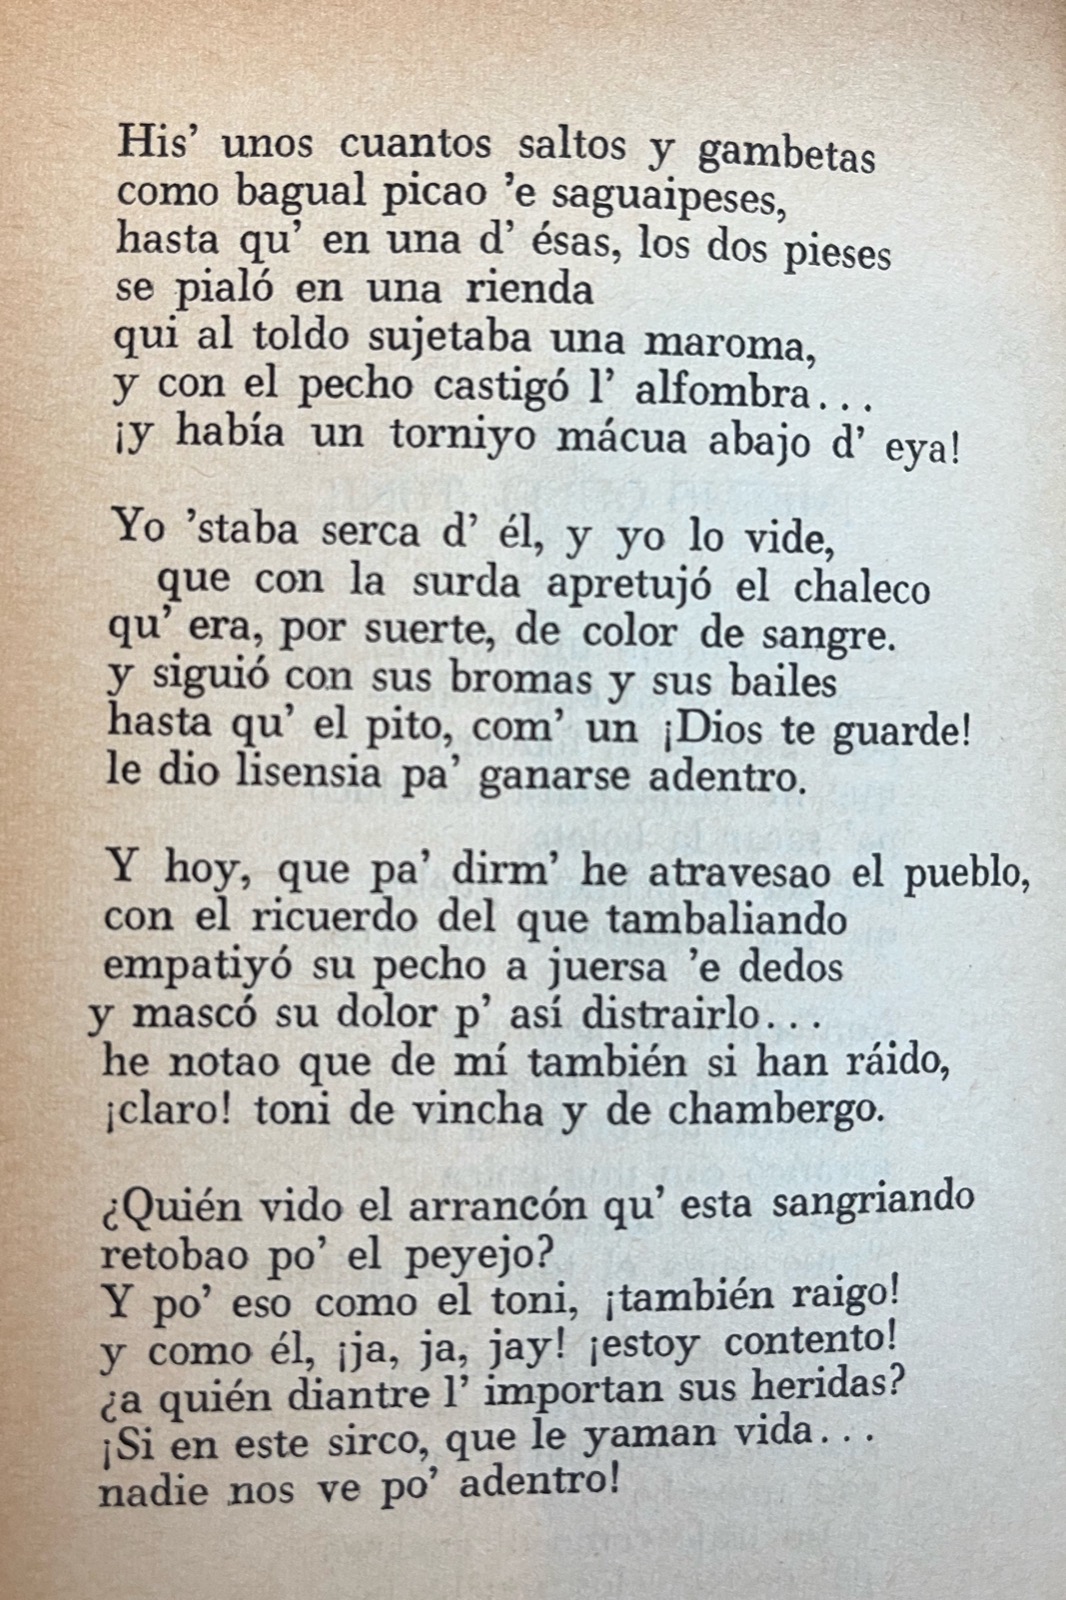 His’ unos cuantos saltos y gambetas
como bagual picao ’e saguaipeses,
hasta qu’ en una d’ ésas, los dos pieses
se pialó en una rienda
qui al toldo sujetaba una maroma,
y con el pecho castigó l’ alfombra...
¡y había un torniyo mácua abajo d’ eya!
Yo ’staba serca d’ él, y yo lo vide,
que con la surda apretujó el chaleco
qu’ era, por suerte, de color de sangre.
y siguió con sus bromas y sus bailes
hasta qu’ el pito, com’ un ¡Dios te guarde!
le dio lisensia pa’ ganarse adentro.
Y hoy, que pa’ dirm’ he atravesao el pueblo,
con el ricuerdo del que tambaliando
empatiyó su pecho a juersa ’e dedos
y mascó su dolor p’ así distrairlo...
he notao que de mí también si han ráido,
¡claro! toni de vincha y de chambergo.
¿Quién vido el arrancón qu’ esta sangriando
retobao po’ el peyejo?
Y po’ eso como el toni, ¡también raigo!
y como él, ¡ja, ja, jay! ¡estoy contento!
¿a quién diantre l’ importan sus heridas?
¡Si en este sirco, que le yaman vida...
nadie nos ve po’ adentro!